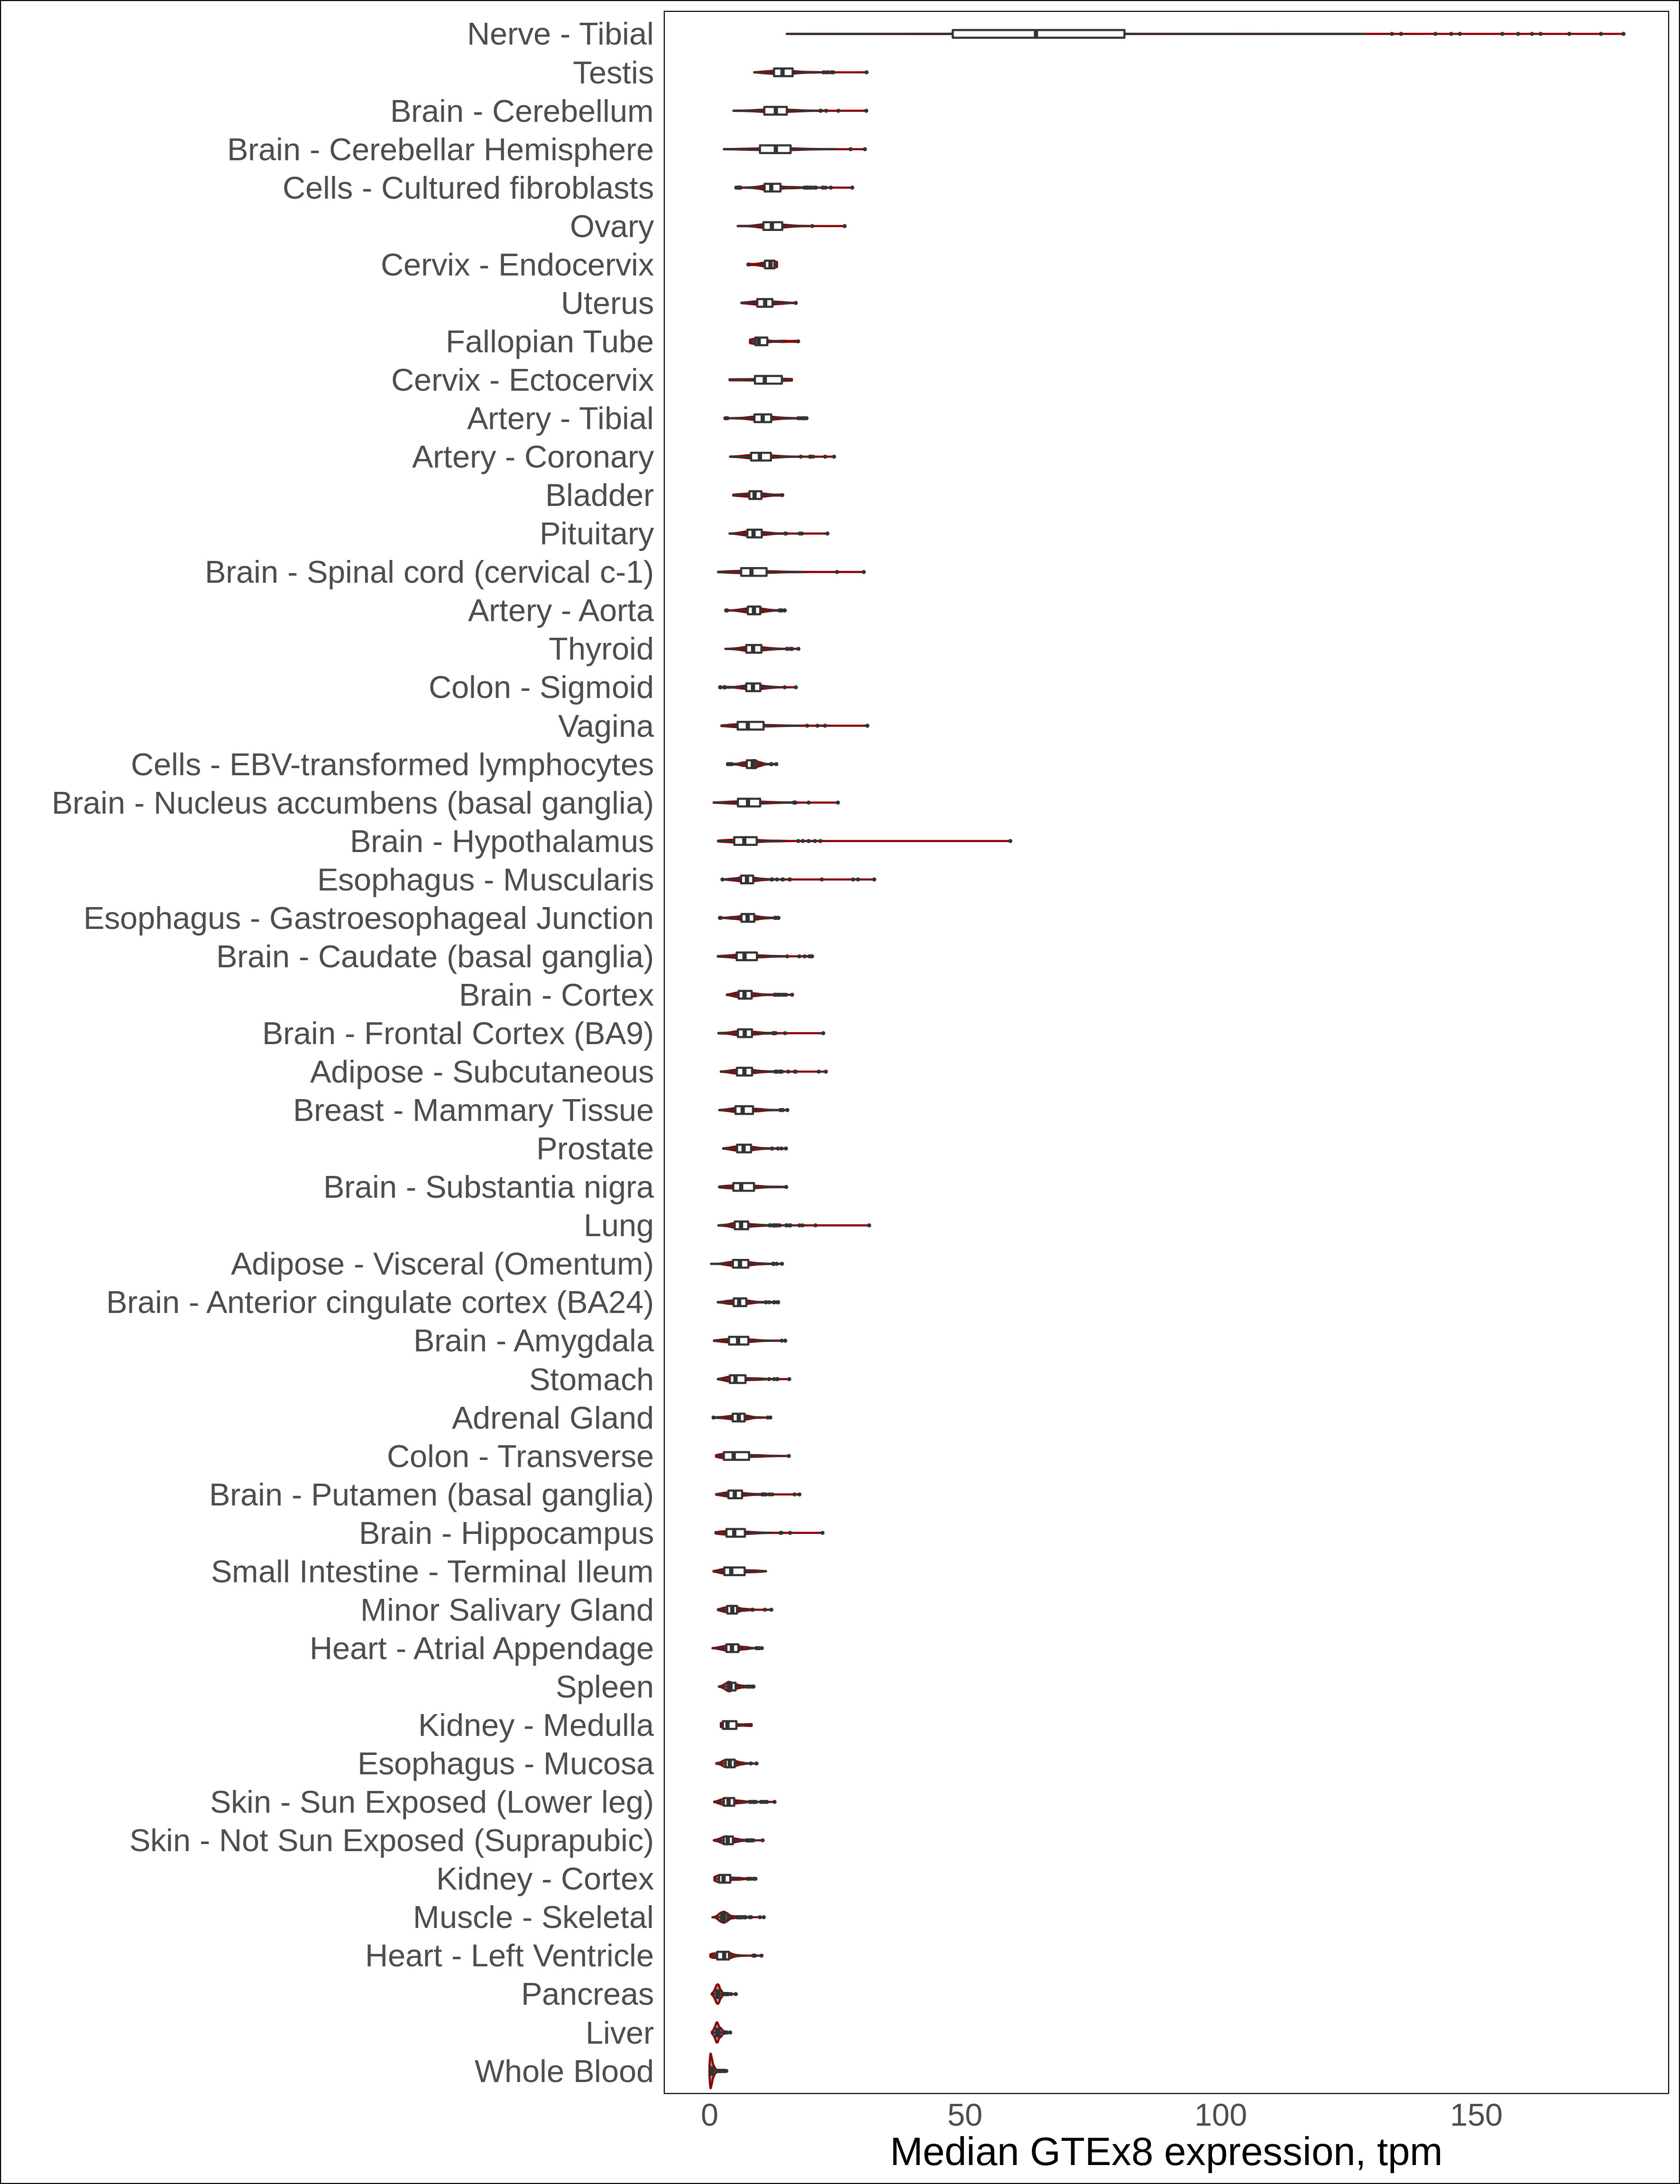 Nerve - Tibial
Testis
Brain - Cerebellum
Brain - Cerebellar Hemisphere
Cells - Cultured fibroblasts
Ovary
Cervix - Endocervix
Uterus
Fallopian Tube
Cervix - Ectocervix
Artery - Tibial
Artery - Coronary
Bladder
Pituitary
Brain - Spinal cord (cervical c-1)
Artery - Aorta
Thyroid
Colon - Sigmoid
Vagina
Cells - EBV-transformed lymphocytes
Brain - Nucleus accumbens (basal ganglia)
Brain - Hypothalamus
Esophagus - Muscularis
Esophagus - Gastroesophageal Junction
Brain - Caudate (basal ganglia)
Brain - Cortex
Brain - Frontal Cortex (BA9)
Adipose - Subcutaneous
Breast - Mammary Tissue
Prostate
Brain - Substantia nigra
Lung
Adipose - Visceral (Omentum)
Brain - Anterior cingulate cortex (BA24)
Brain - Amygdala
Stomach
Adrenal Gland
Colon - Transverse
Brain - Putamen (basal ganglia)
Brain - Hippocampus
Small Intestine - Terminal Ileum
Minor Salivary Gland
Heart - Atrial Appendage
Spleen
Kidney - Medulla
Esophagus - Mucosa
Skin - Sun Exposed (Lower leg)
Skin - Not Sun Exposed (Suprapubic)
Kidney - Cortex
Muscle - Skeletal
Heart - Left Ventricle
Pancreas
Liver
Whole Blood
0 50 100 150
Median GTEx8 expression, tpm